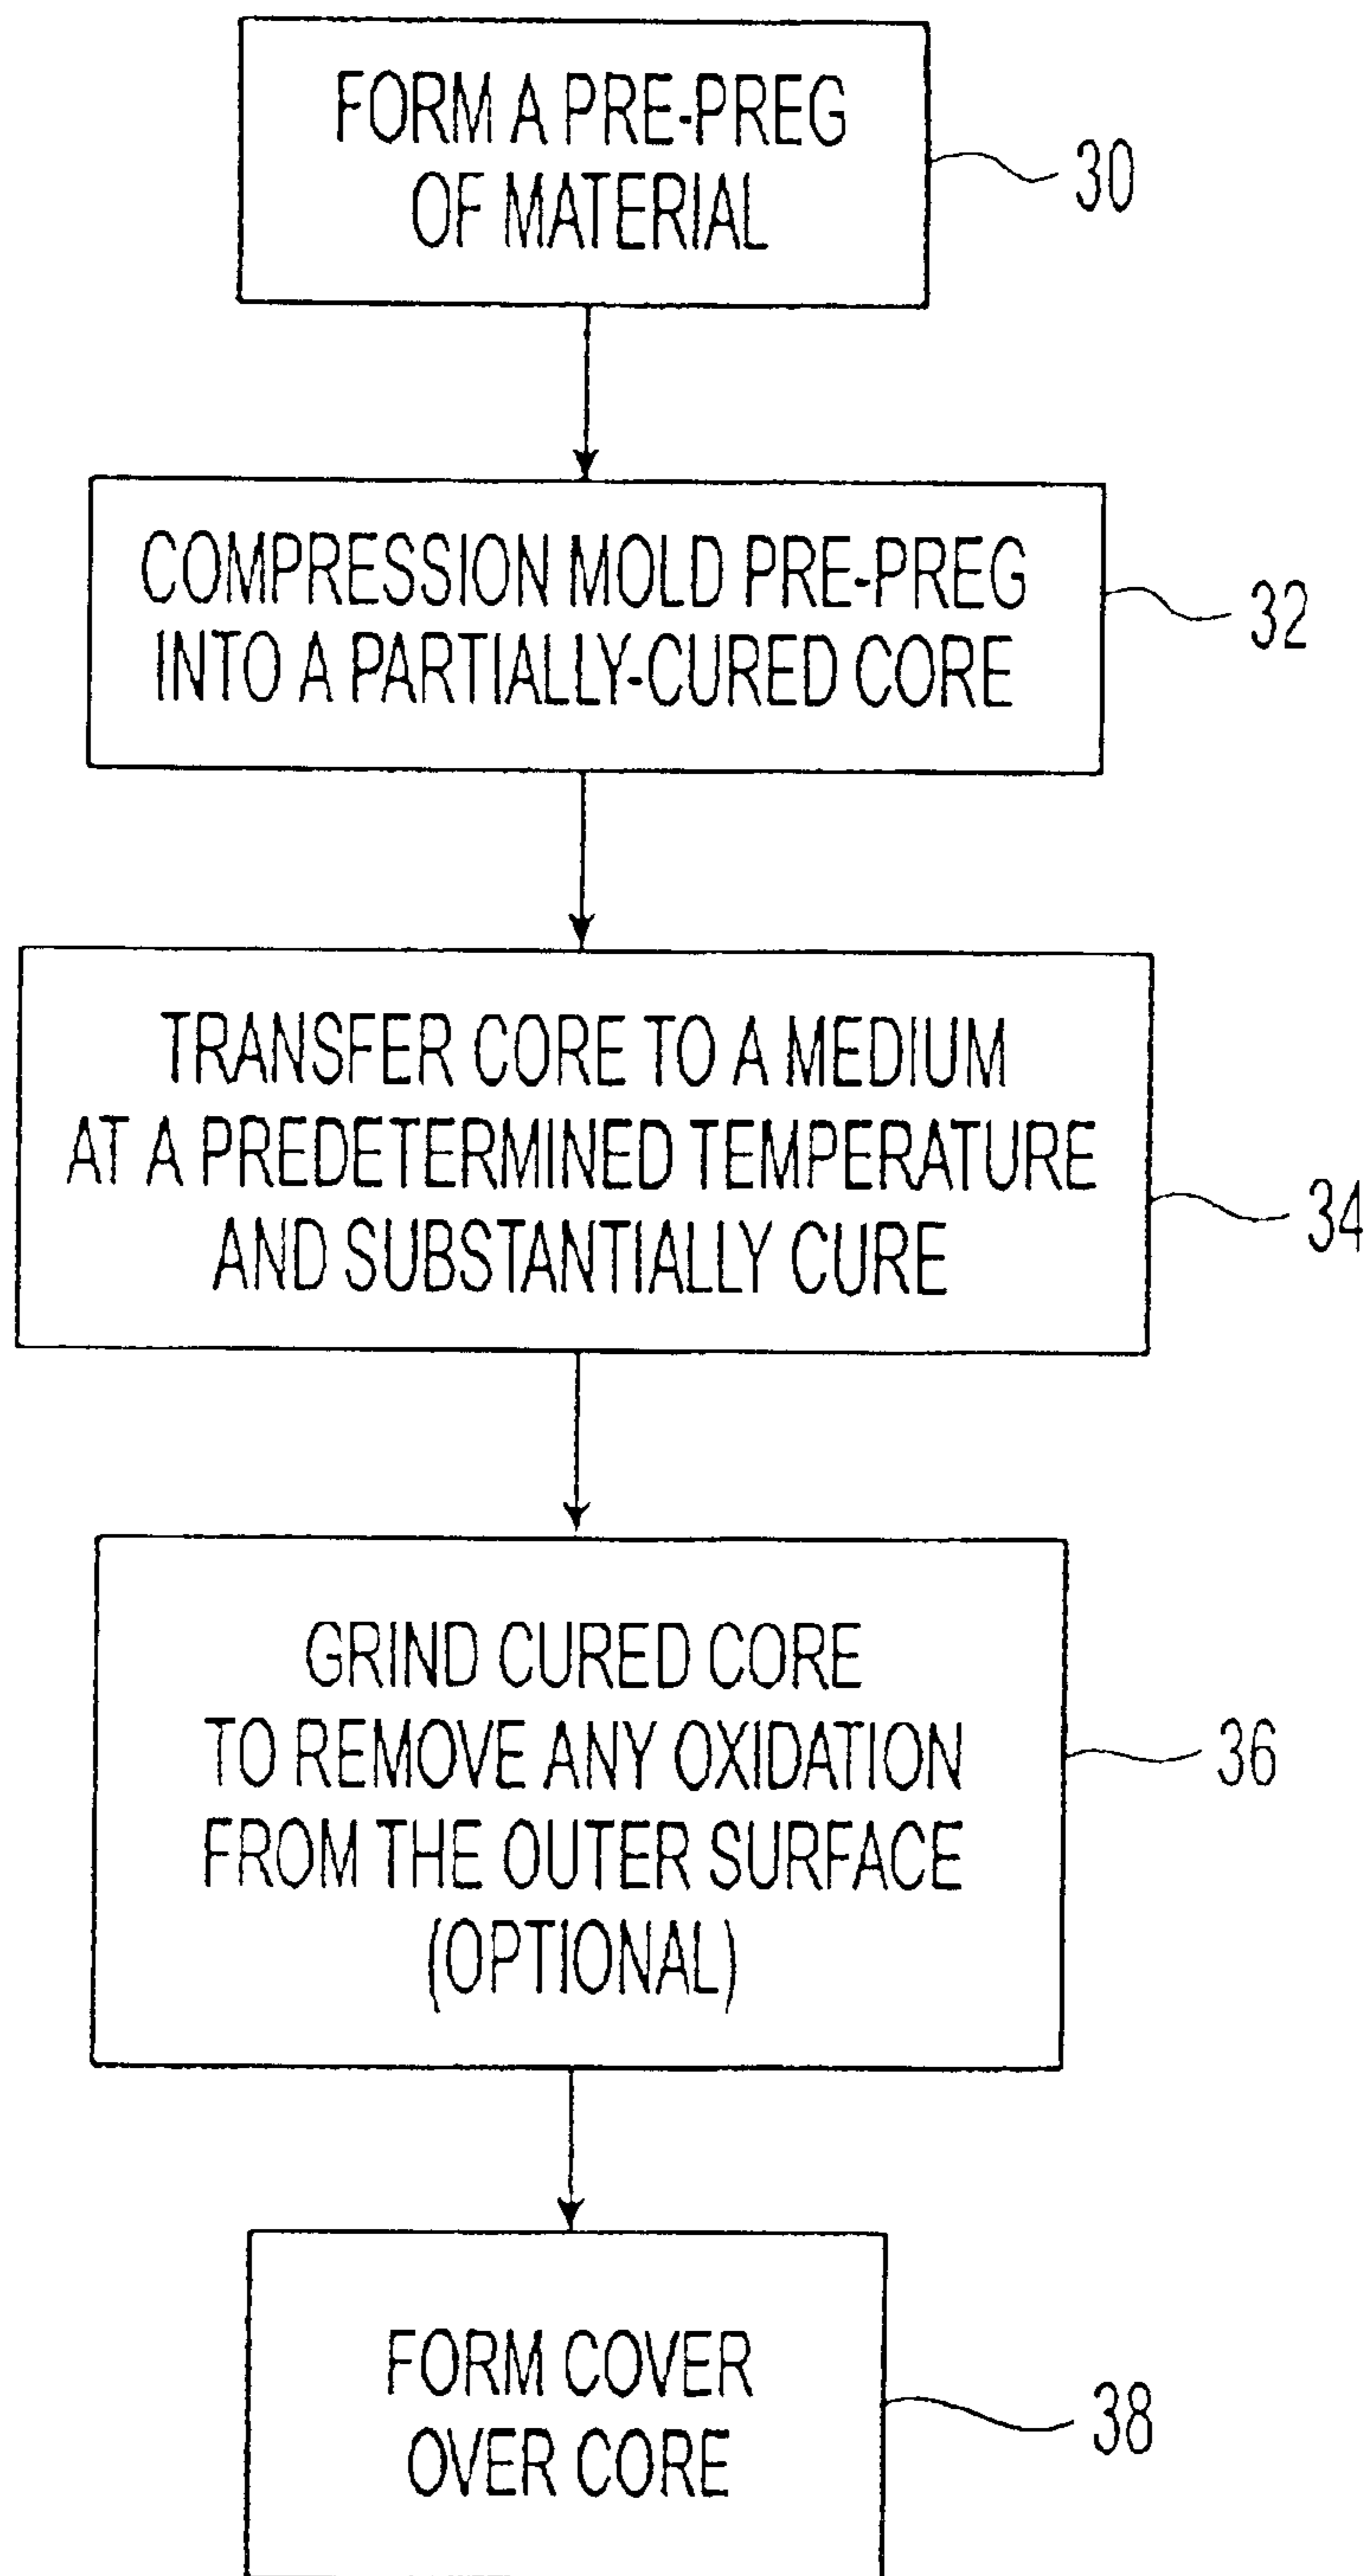 FORM A PRE-PREG
OF MATERIAL
30
COMPRESSION MOLD PRE-PREG
INTO A PARTIALLY-CURED CORE
32
TRANSFER CORE TO A MEDIUM
AT A PREDETERMINED TEMPERATURE
AND SUBSTANTIALLY CURE
34
GRIND CURED CORE
TO REMOVE ANY OXIDATION
FROM THE OUTER SURFACE
(OPTIONAL)
36
FORM COVER
OVER CORE
38